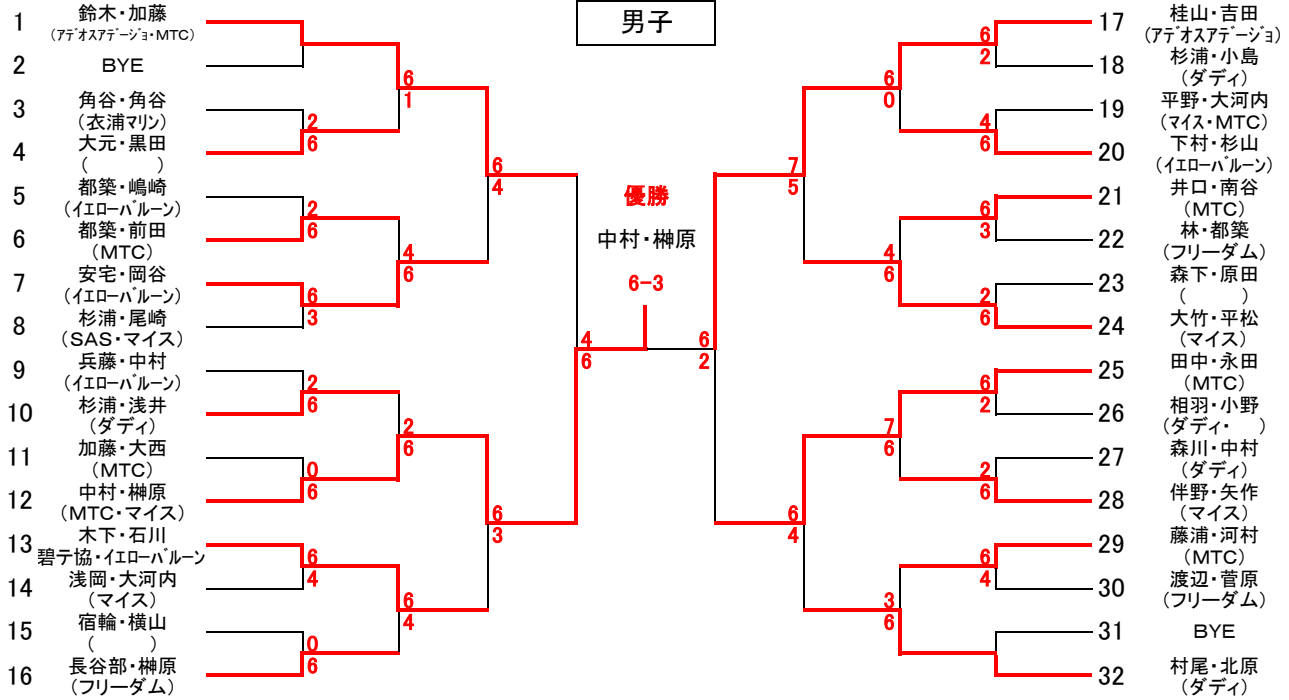 男子
1
鈴木・加藤
(アデオスアデージョ・MTC)
2
BYE
3
角谷・角谷
(衣浦マリン)
4
大元・黒田
(　　　)
5
都築・嶋崎
(イエローバルーン)
6
都築・前田
(MTC)
7
安宅・岡谷
(イエローバルーン)
8
杉浦・尾崎
(SAS・マイス)
9
兵藤・中村
(イエローバルーン)
10
杉浦・浅井
(ダディ)
11
加藤・大西
(MTC)
12
中村・榊原
(MTC・マイス)
13
木下・石川
碧テ協・イエローバルーン
14
浅岡・大河内
(マイス)
15
宿輪・横山
(　　　)
16
長谷部・榊原
(フリーダム)
2
6
2
6
6
3
2
6
0
6
6
4
0
6
6
1
4
6
2
6
6
4
6
4
6
3
4
6
優勝
中村・榊原
6-3
6
2
7
5
6
4
6
0
4
6
7
6
3
6
6
2
4
6
6
3
2
6
6
2
2
6
6
4
17
桂山・吉田
(アデオスアデージョ)
18
杉浦・小島
(ダディ)
19
平野・大河内
(マイス・MTC)
20
下村・杉山
(イエローバルーン)
21
井口・南谷
(MTC)
22
林・都築
(フリーダム)
23
森下・原田
(　　　)
24
大竹・平松
(マイス)
25
田中・永田
(MTC)
26
相羽・小野
(ダディ・　)
27
森川・中村
(ダディ)
28
伴野・矢作
(マイス)
29
藤浦・河村
(MTC)
30
渡辺・菅原
(フリーダム)
31
BYE
32
村尾・北原
(ダディ)